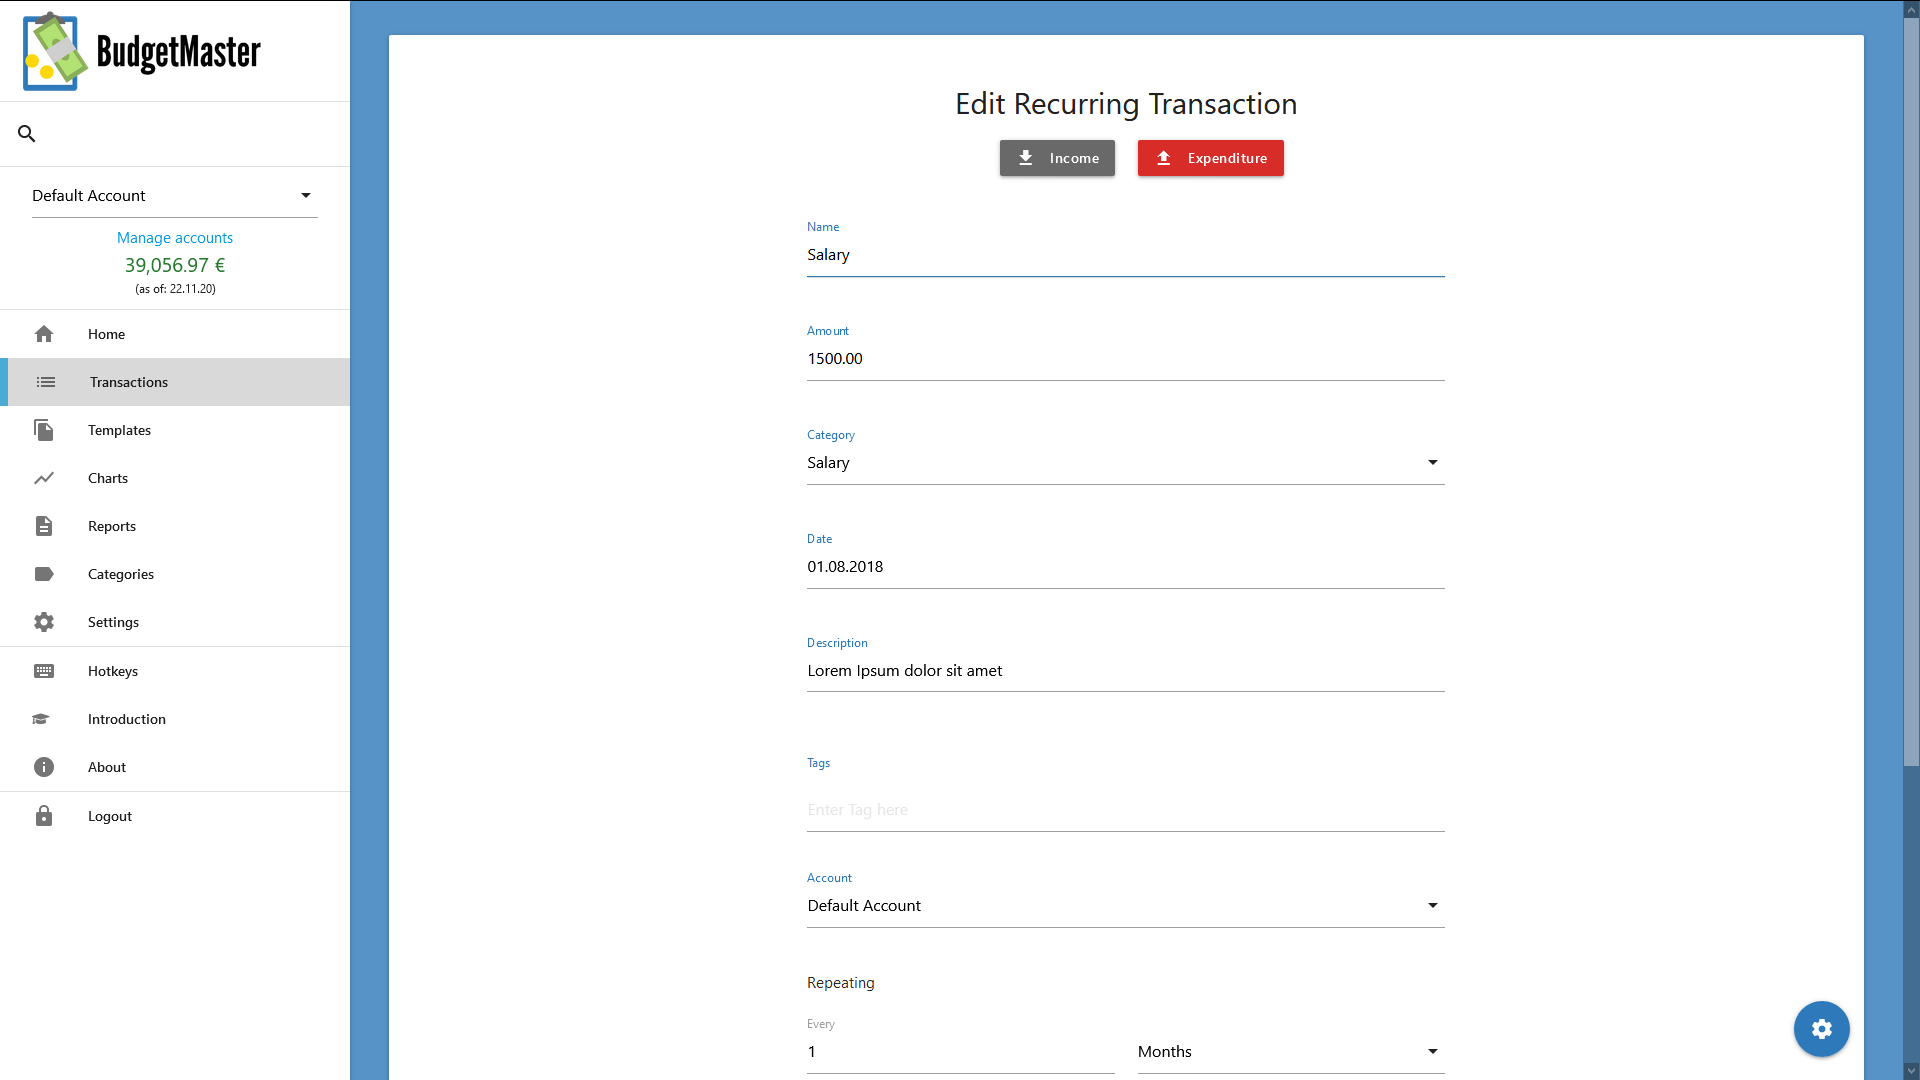 BudgetMaster
Default Account
Manage accounts
39,056.97 €
(as of: 22.11.20)
Home
Transactions
Templates
Charts
Reports
Categories
Settings
Hotkeys
Introduction
About
Logout
Edit Recurring Transaction
Income
Expenditure
Name
Salary
Amount
1500.00
Category
Salary
Date
01.08.2018
Description
Lorem Ipsum dolor sit amet
Tags
Enter Tag here
Account
Default Account
Repeating
Every
1
Months